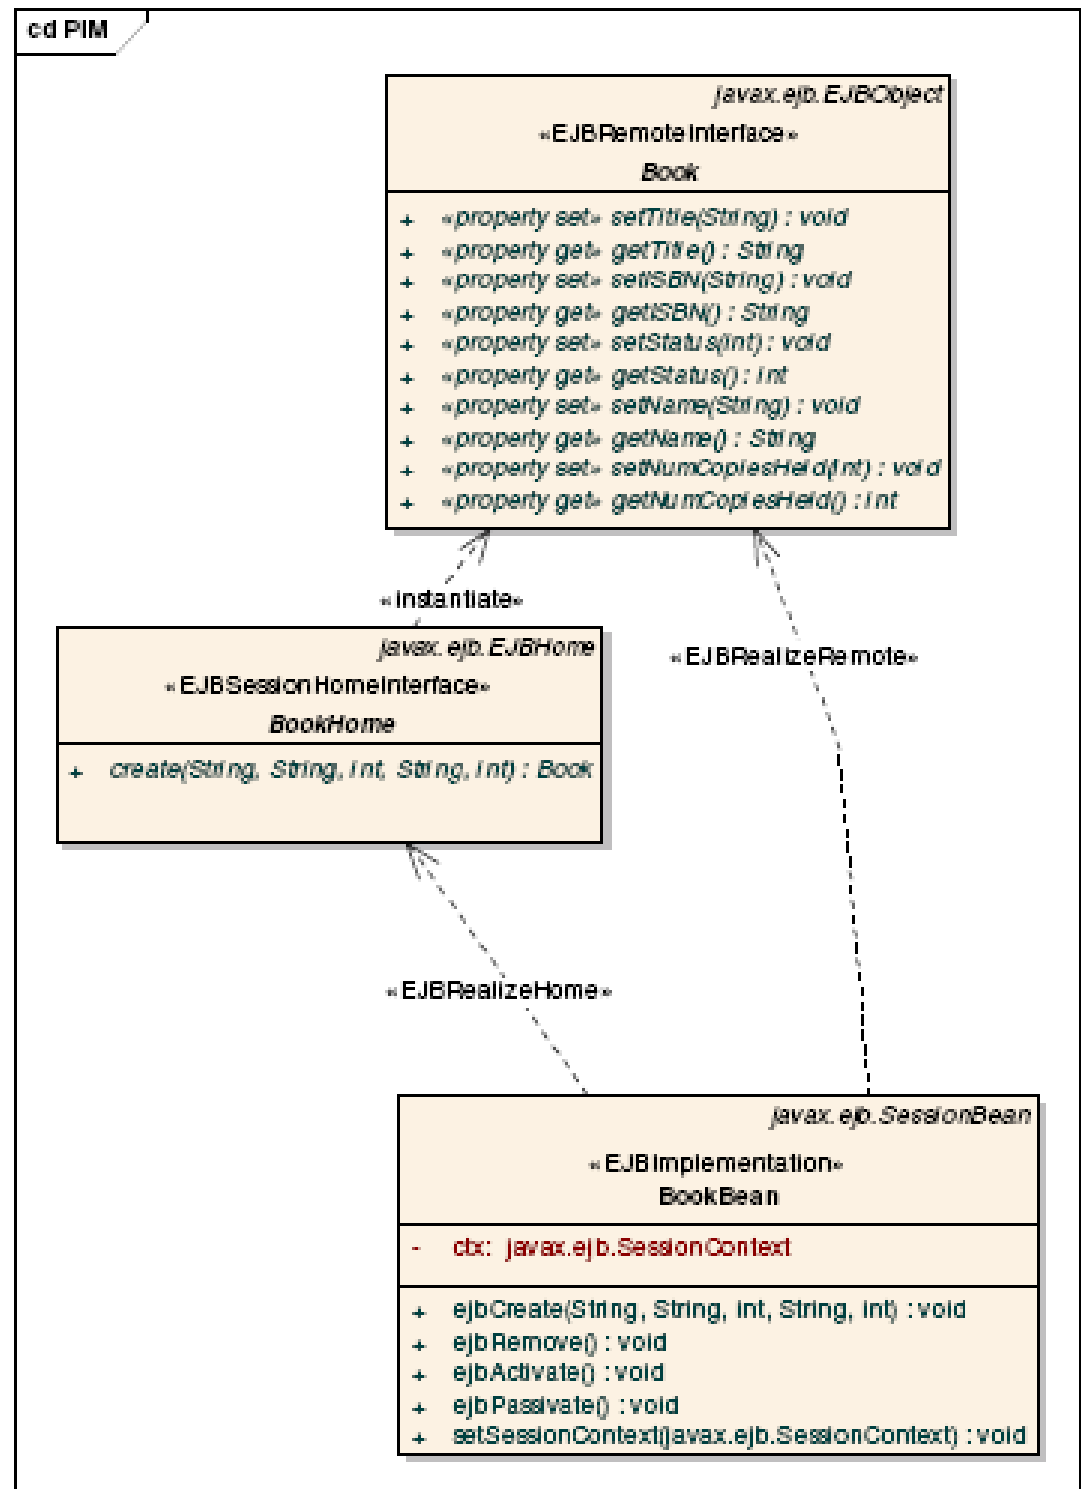 cd PIM
javax.ejb.EJBObject
«EJBRemoteInterface»
Book
+ «property set» setTitle(String) : void
+ «property get» getTitle() : String
+ «property set» setISBN(String) : void
+ «property get» getISBN() : String
+ «property set» setStatus(int) : void
+ «property get» getStatus() : int
+ «property set» setName(String) : void
+ «property get» getName() : String
+ «property set» setNumCopiesHeld(int) : void
+ «property get» getNumCopiesHeld() : int
«instantiate»
javax.ejb.EJBHome
«EJBSessionHomeInterface»
BookHome
+ create(String, String, int, String, int) : Book
«EJBRealizeRemote»
«EJBRealizeHome»
javax.ejb.SessionBean
«EJBImplementation»
BookBean
- ctx: javax.ejb.SessionContext
+ ejbCreate(String, String, int, String, int) : void
+ ejbRemove() : void
+ ejbActivate() : void
+ ejbPassivate() : void
+ setSessionContext(javax.ejb.SessionContext) : void